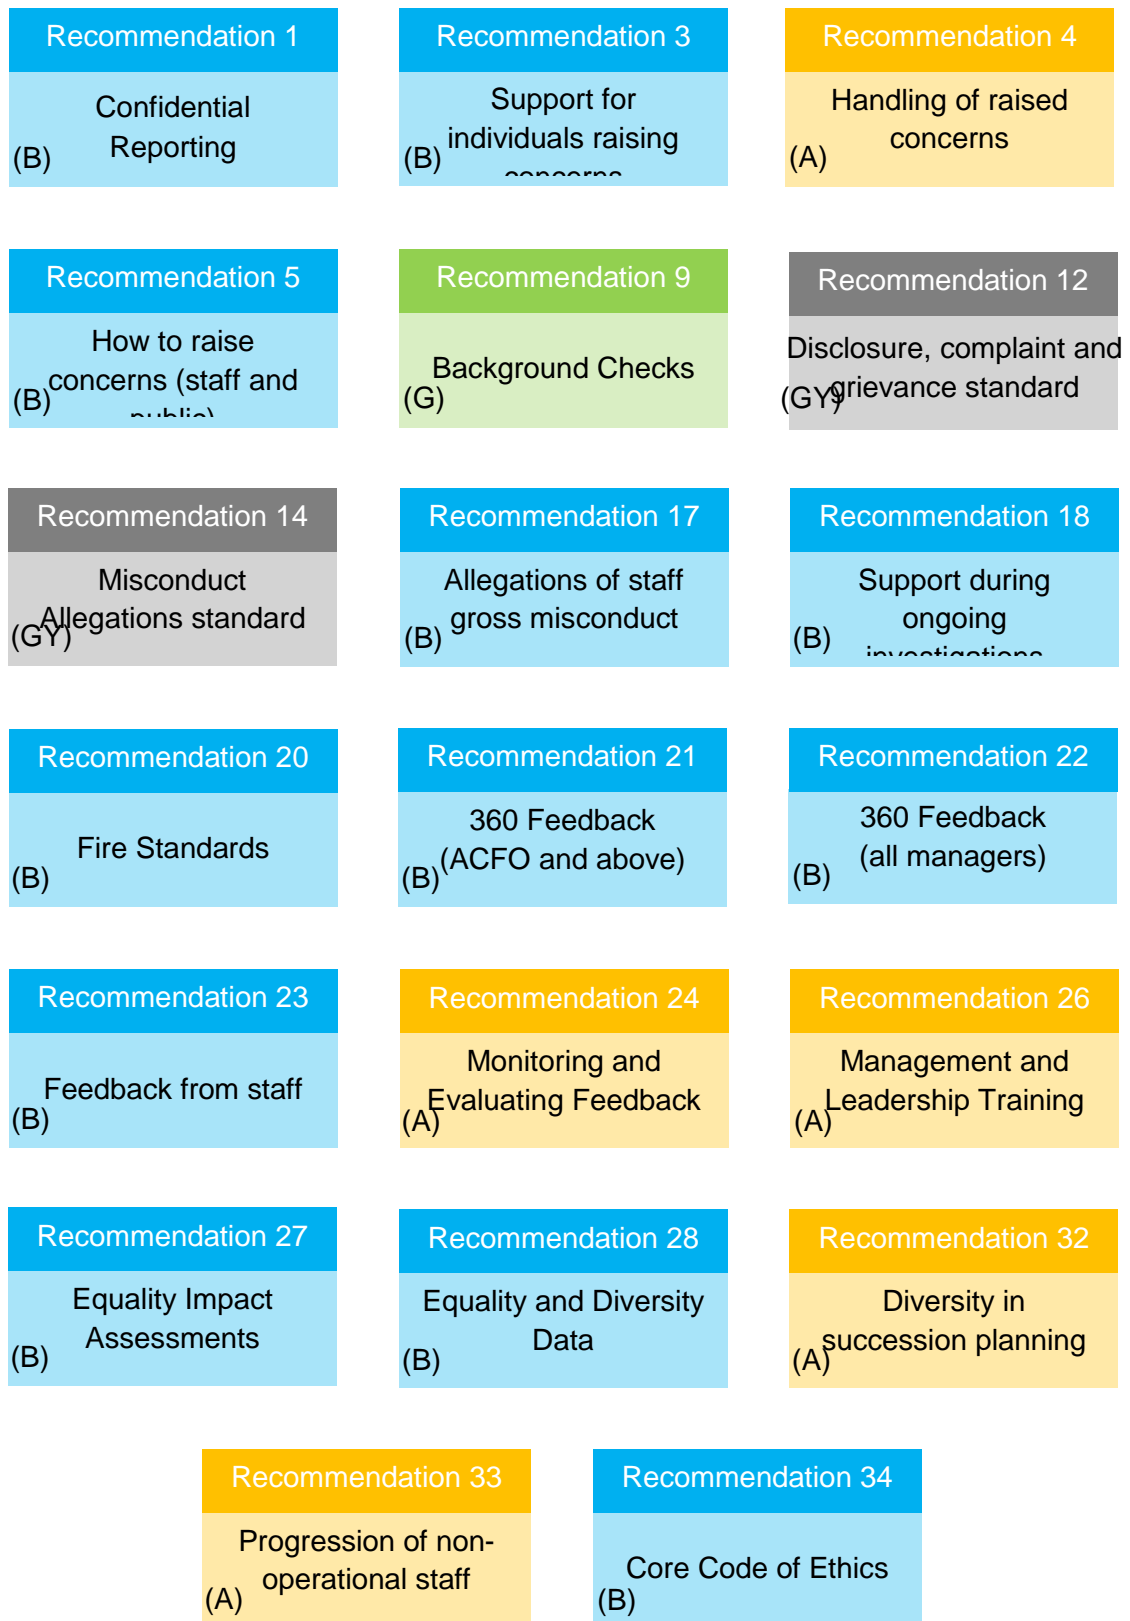 Recommendation 1
Confidential
Reporting
(B)
Recommendation 3
Support for
individuals raising
concerns
(B)
Recommendation 4
Handling of raised
concerns
(A)
Recommendation 5
How to raise
concerns (staff and
public)
(B)
Recommendation 9
Background Checks
(G)
Recommendation 12
Disclosure, complaint and
grievance standard
(GY)
Recommendation 14
Misconduct
Allegations standard
(GY)
Recommendation 17
Allegations of staff
gross misconduct
(B)
Recommendation 18
Support during
ongoing
investigations
(B)
Recommendation 20
Fire Standards
(B)
Recommendation 21
360 Feedback
(ACFO and above)
(B)
Recommendation 22
360 Feedback
(all managers)
(B)
Recommendation 23
Feedback from staff
(B)
Recommendation 24
Monitoring and
Evaluating Feedback
(A)
Recommendation 26
Management and
Leadership Training
(A)
Recommendation 27
Equality Impact
Assessments
(B)
Recommendation 28
Equality and Diversity
Data
(B)
Recommendation 32
Diversity in
succession planning
(A)
Recommendation 33
Progression of non-
operational staff
(A)
Recommendation 34
Core Code of Ethics
(B)